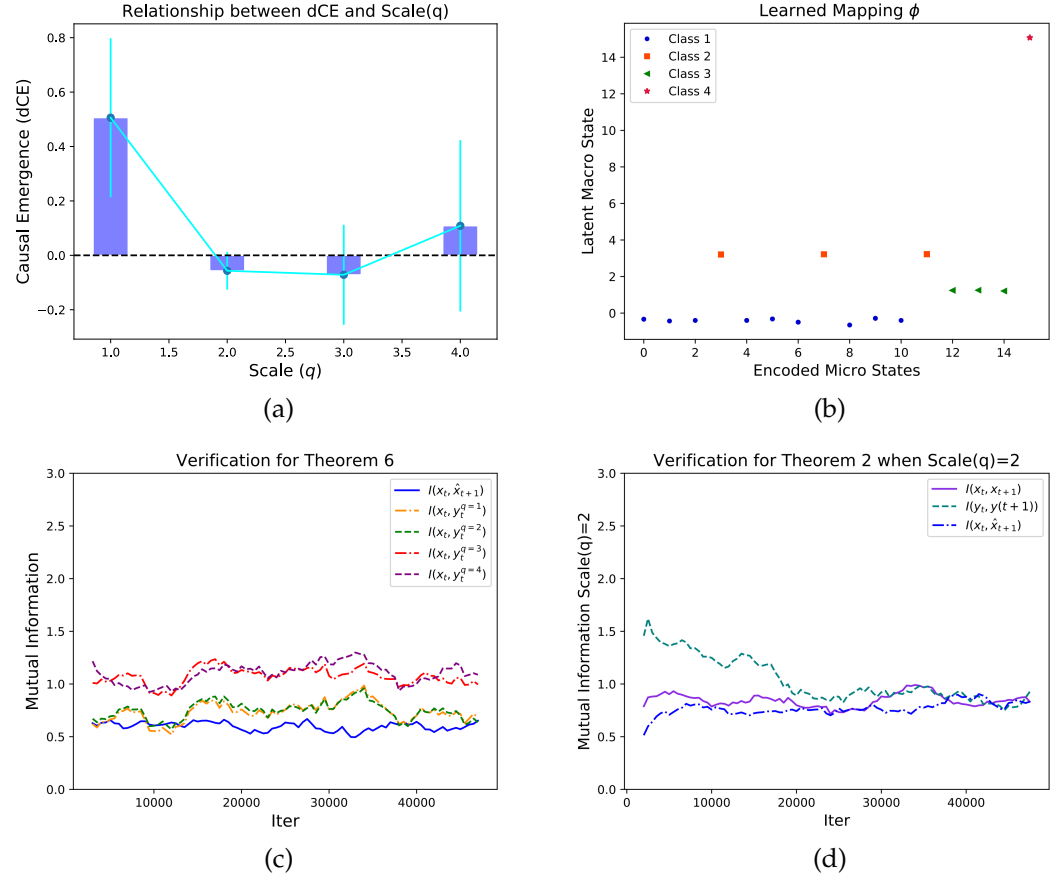 Relationship between dCE and Scale(q)
Causal Emergence (dCE)
0.8
0.6
0.4
0.2
0.0
−0.2
1.0 1.5 2.0 2.5 3.0 3.5 4.0
Scale (q)
(a)
Learned Mapping ϕ
Class 1
Class 2
Class 3
Class 4
Latent Macro State
14
12
10
8
6
4
2
0
0 2 4 6 8 10 12 14
Encoded Micro States
(b)
Verification for Theorem 6
I(x_t, x̂_{t+1})
I(x_t, y_t^{q=1})
I(x_t, y_t^{q=2})
I(x_t, y_t^{q=3})
I(x_t, y_t^{q=4})
Mutual Information
3.0
2.5
2.0
1.5
1.0
0.5
0.0
10000 20000 30000 40000
Iter
(c)
Verification for Theorem 2 when Scale(q)=2
I(x_t, x_{t+1})
I(y_t, y(t+1))
I(x_t, x̂_{t+1})
Mutual Information Scale(q)=2
3.0
2.5
2.0
1.5
1.0
0.5
0.0
0 10000 20000 30000 40000
Iter
(d)